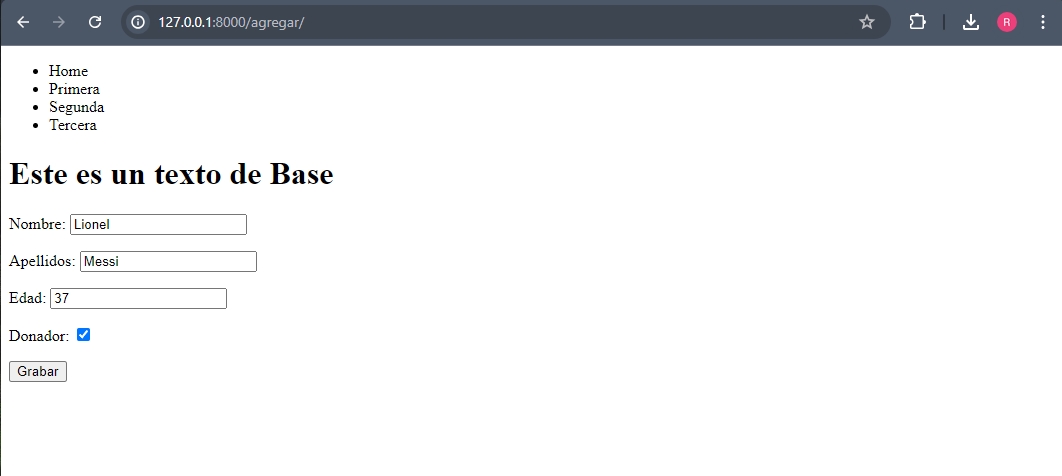 127.0.0.1:8000/agregar/
R
Home
Primera
Segunda
Tercera
Este es un texto de Base
Nombre: Lionel
Apellidos: Messi
Edad: 37
Donador:
Grabar